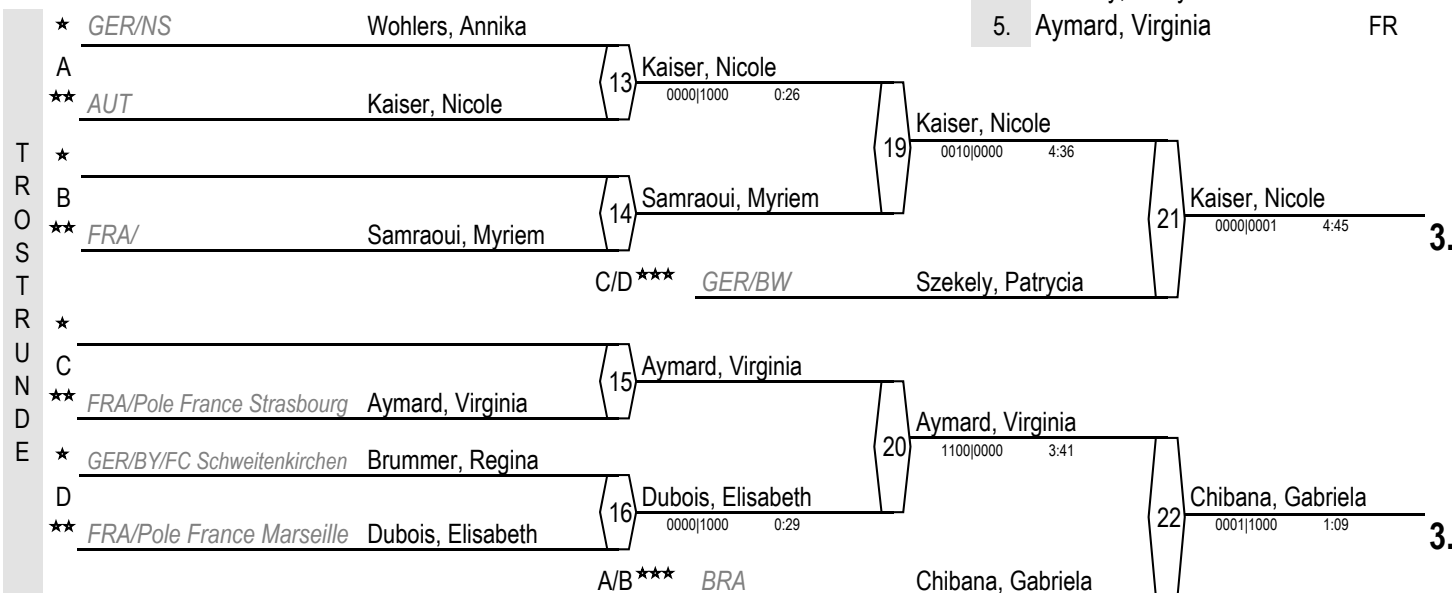 5. Aymard, Virginia FR
TROSTRUNDE
GER/NS Wohlers, Annika
A
13 Kaiser, Nicole
0000|1000 0:26
AUT Kaiser, Nicole
19 Kaiser, Nicole
0010|0000 4:36
B
14 Samraoui, Myriem
FRA/ Samraoui, Myriem
21 Kaiser, Nicole
0000|0001 4:45
3.
C/D GER/BW Szekely, Patrycia
C
15 Aymard, Virginia
FRA/Pole France Strasbourg Aymard, Virginia
20 Aymard, Virginia
1100|0000 3:41
GER/BY/FC Schweitenkirchen Brummer, Regina
D
16 Dubois, Elisabeth
0000|1000 0:29
FRA/Pole France Marseille Dubois, Elisabeth
22 Chibana, Gabriela
0001|1000 1:09
3.
A/B BRA Chibana, Gabriela